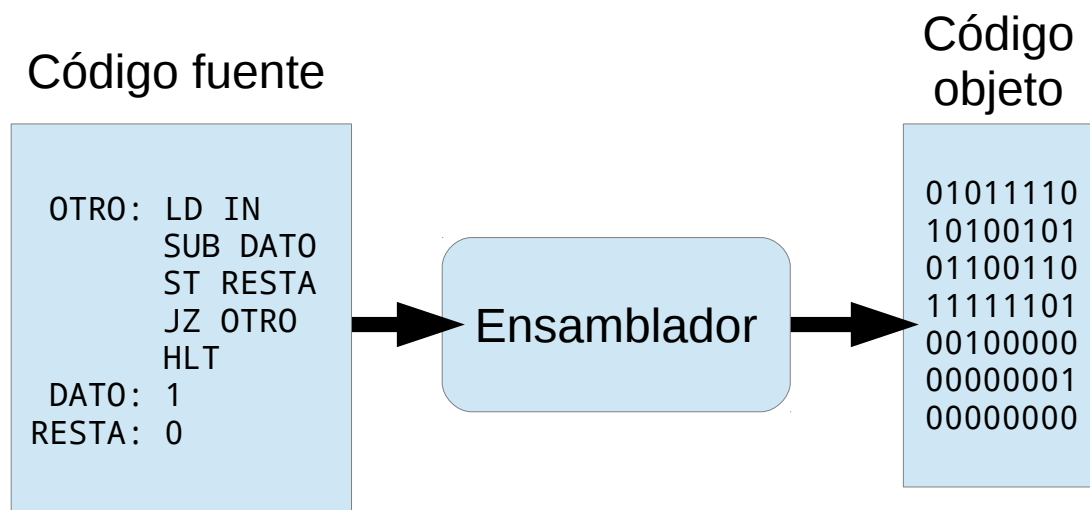 Código fuente
OTRO: LD IN
SUB DATO
ST RESTA
JZ OTRO
HLT
DATO: 1
RESTA: 0
Ensamblador
Código
objeto
01011110
10100101
01100110
11111101
00100000
00000001
00000000